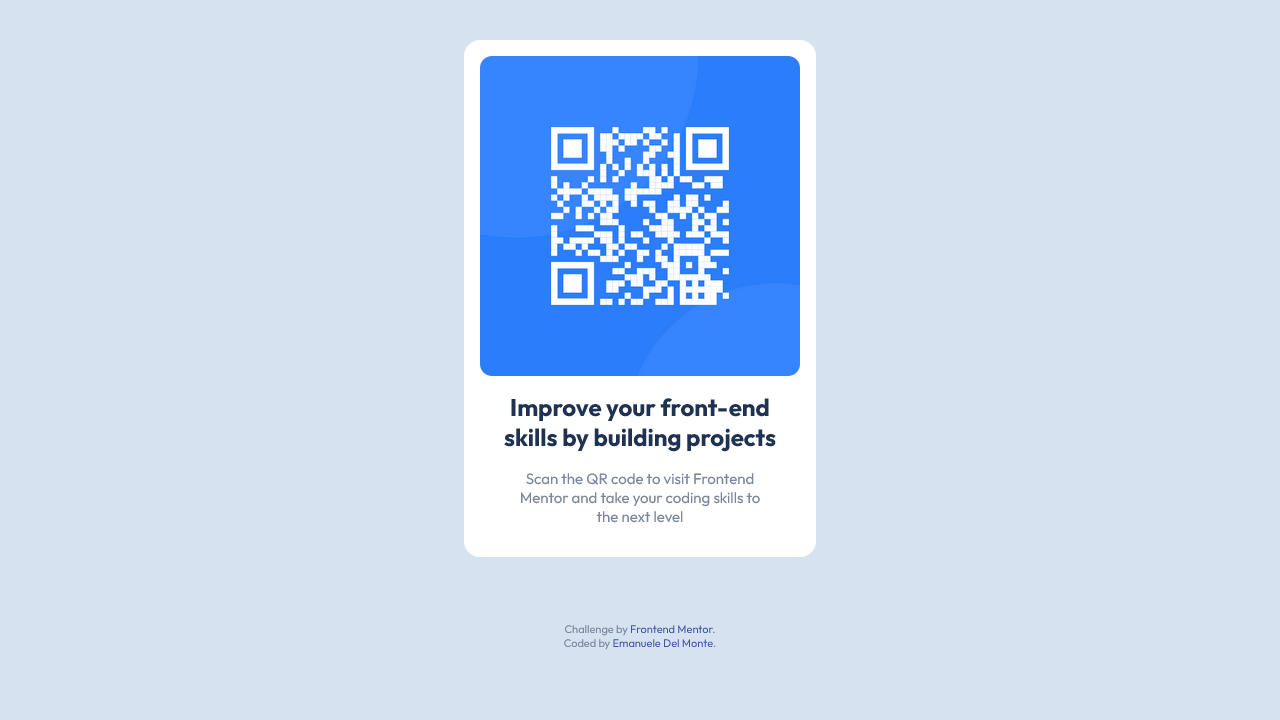 Improve your front-end
skills by building projects
Scan the QR code to visit Frontend
Mentor and take your coding skills to
the next level
Challenge by Frontend Mentor.
Coded by Emanuele Del Monte.